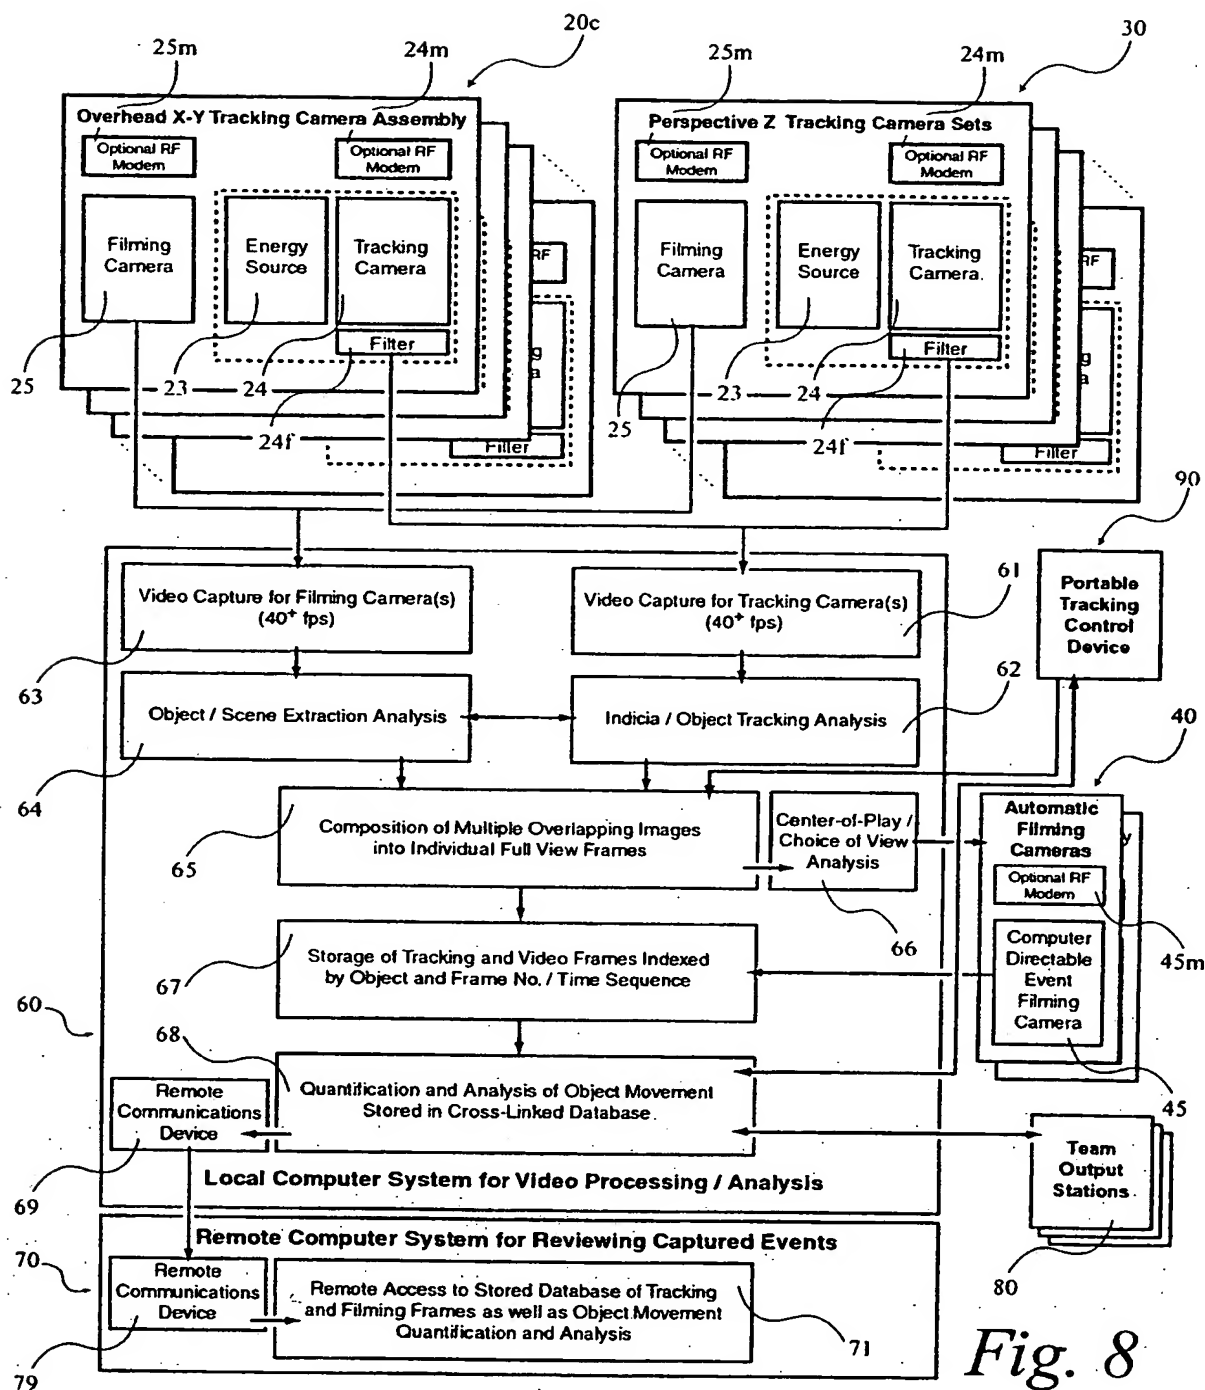 20c
30
25m
24m
25m
24m
Overhead X-Y Tracking Camera Assembly
Optional RF
Modem
Optional RF
Modem
Filming
Camera
Energy
Source
Tracking
Camera
Filter
RF
g
a
Filter
25
23
24
24f
Perspective Z Tracking Camera Sets
Optional RF
Modem
Optional RF
Modem
Filming
Camera
Energy
Source
Tracking
Camera
Filter
RF
g
a
Filter
25
23
24
24f
90
Portable
Tracking
Control
Device
Video Capture for Filming Camera(s)
(40+ fps)
63
Video Capture for Tracking Camera(s)
(40+ fps)
61
Object / Scene Extraction Analysis
64
Indicia / Object Tracking Analysis
62
40
Composition of Multiple Overlapping Images
into Individual Full View Frames
65
Center-of-Play /
Choice of View
Analysis
66
Automatic
Filming
Cameras
y
Optional RF
Modem
45m
Computer
Directable
Event
Filming
Camera
45
Storage of Tracking and Video Frames Indexed
by Object and Frame No. / Time Sequence
67
60
68
Quantification and Analysis of Object Movement
Stored in Cross-Linked Database
Remote
Communications
Device
69
Local Computer System for Video Processing / Analysis
Team
Output
Stations
80
Remote Computer System for Reviewing Captured Events
70
Remote
Communications
Device
79
Remote Access to Stored Database of Tracking
and Filming Frames as well as Object Movement
Quantification and Analysis
71
Fig. 8